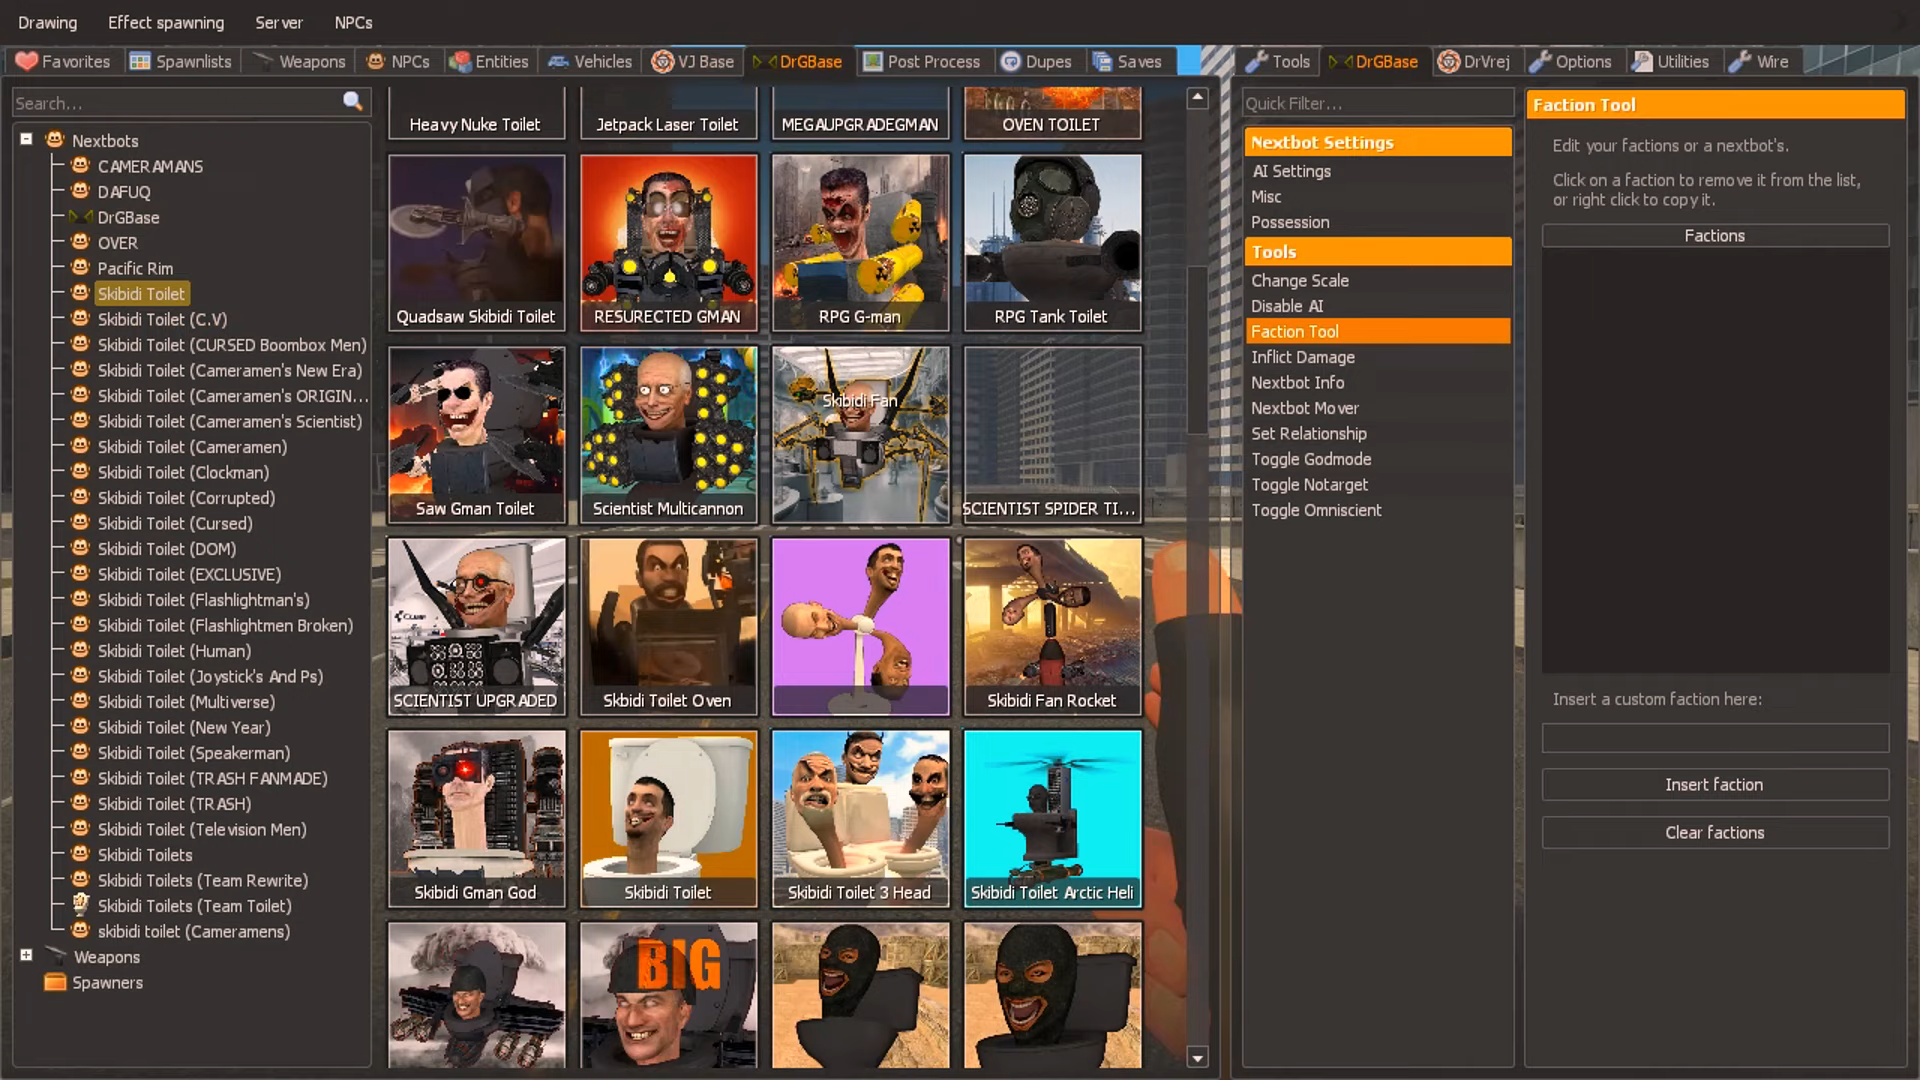 Drawing
Effect spawning
Server
NPCs
Favorites
Spawnlists
Weapons
NPCs
Entities
Vehicles
VJ Base
DrGBase
Post Process
Dupes
Saves
Tools
DrGBase
DrVrej
Options
Utilities
Wire
Search...
Nextbots
CAMERAMANS
DAFUQ
DrGBase
OVER
Pacific Rim
Skibidi Toilet
Skibidi Toilet (C.V)
Skibidi Toilet (CURSED Boombox Men)
Skibidi Toilet (Cameramen's New Era)
Skibidi Toilet (Cameramen's ORIGIN...
Skibidi Toilet (Cameramen's Scientist)
Skibidi Toilet (Cameramen)
Skibidi Toilet (Clockman)
Skibidi Toilet (Corrupted)
Skibidi Toilet (Cursed)
Skibidi Toilet (DOM)
Skibidi Toilet (EXCLUSIVE)
Skibidi Toilet (Flashlightman's)
Skibidi Toilet (Flashlightmen Broken)
Skibidi Toilet (Human)
Skibidi Toilet (Joystick's And Ps)
Skibidi Toilet (Multiverse)
Skibidi Toilet (New Year)
Skibidi Toilet (Speakerman)
Skibidi Toilet (TRASH FANMADE)
Skibidi Toilet (TRASH)
Skibidi Toilet (Television Men)
Skibidi Toilets
Skibidi Toilets (Team Rewrite)
Skibidi Toilets (Team Toilet)
skibidi toilet (Cameramens)
Weapons
Spawners
Heavy Nuke Toilet
Jetpack Laser Toilet
MEGAUPGRADEGMAN
OVEN TOILET
Quadsaw Skibidi Toilet
RESURECTED GMAN
RPG G-man
RPG Tank Toilet
Saw Gman Toilet
Scientist Multicannon
Skibidi Fan
SCIENTIST SPIDER TI...
SCIENTIST UPGRADED
Skbidi Toilet Oven
Skibidi Fan Rocket
Skibidi Gman God
Skibidi Toilet
Skibidi Toilet 3 Head
Skibidi Toilet Arctic Heli
BIG
Quick Filter...
Nextbot Settings
AI Settings
Misc
Possession
Tools
Change Scale
Disable AI
Faction Tool
Inflict Damage
Nextbot Info
Nextbot Mover
Set Relationship
Toggle Godmode
Toggle Notarget
Toggle Omniscient
Faction Tool
Edit your factions or a nextbot's.
Click on a faction to remove it from the list,
or right click to copy it.
Factions
Insert a custom faction here:
Insert faction
Clear factions